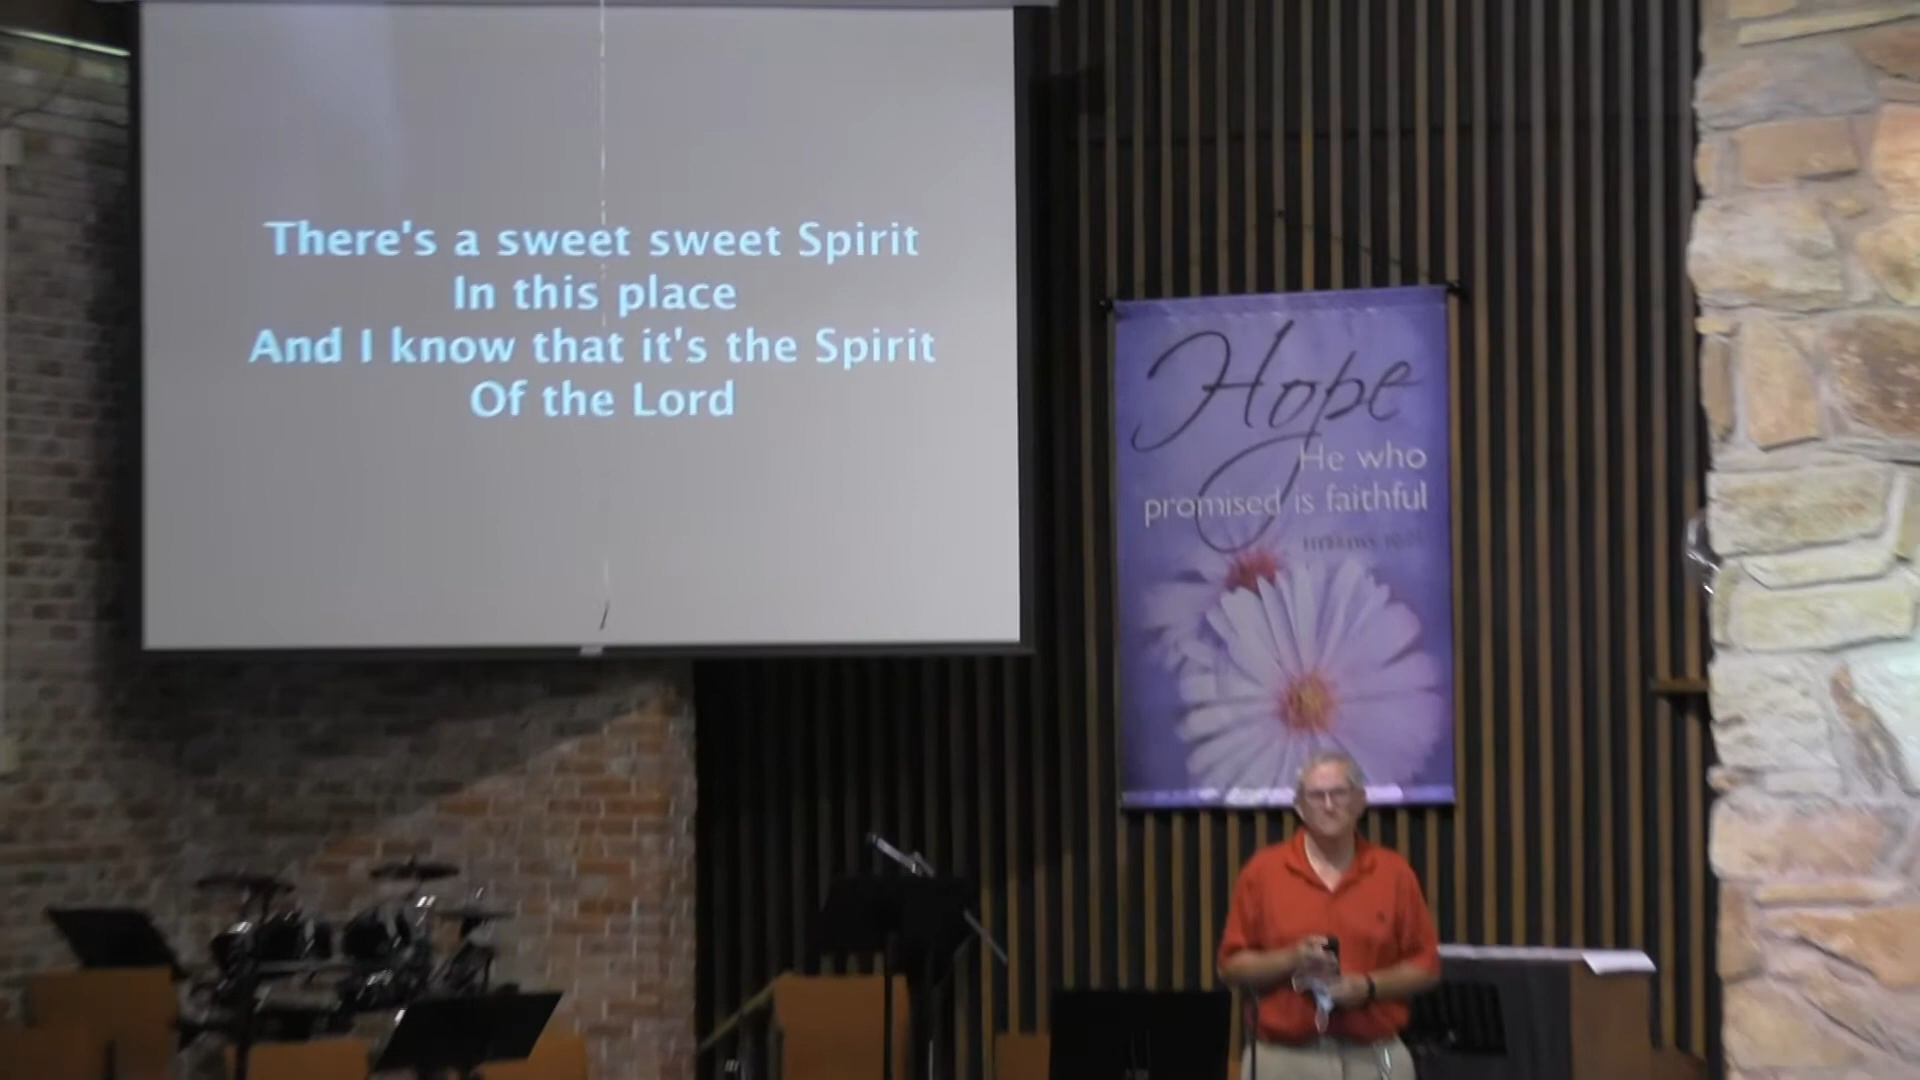 There's a sweet sweet Spirit
In this place
And I know that it's the Spirit
Of the Lord
Hope
He who
promised is faithful